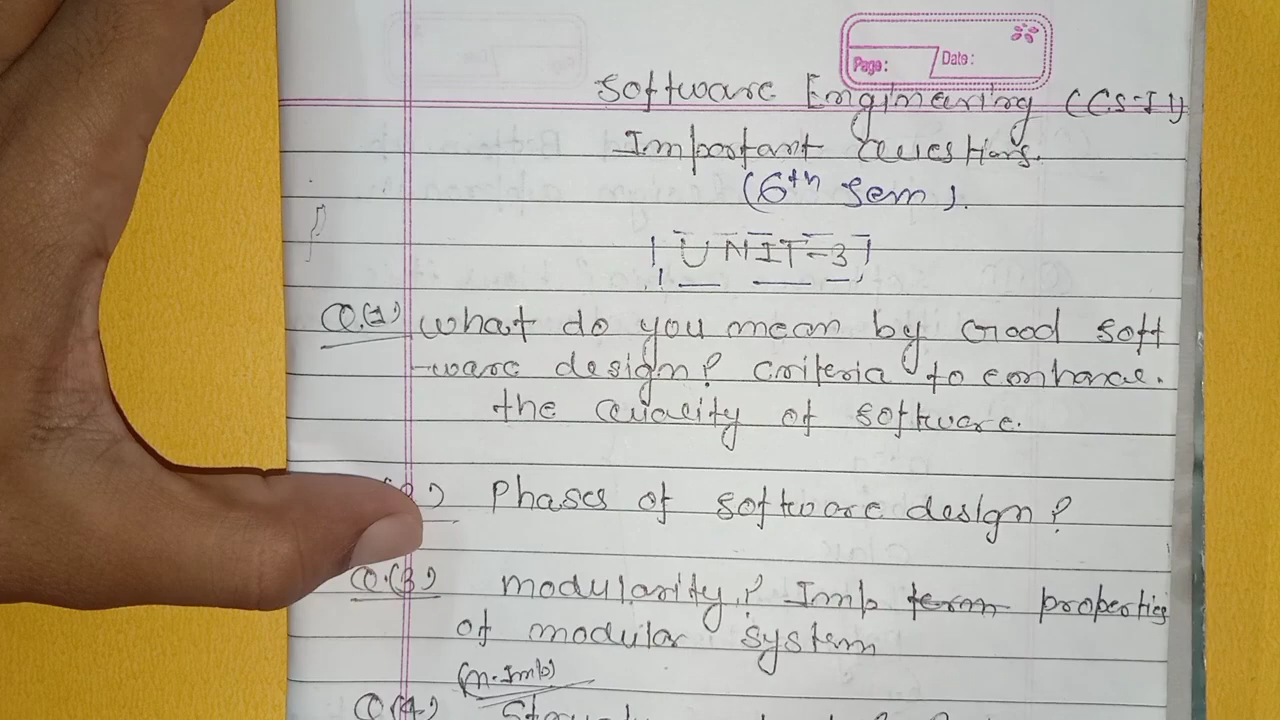 Page: Date:
Software Engineering (CS-IT)
Important Questions.
(6th Sem).
UNIT-3
Q.(1) What do you mean by Good soft
-ware design? Criteria to enhance.
the Quality of software.
Phases of software design?
Q.(3) modularity? Imp term properties
of modular system
(m.Imp)
Q.(4)